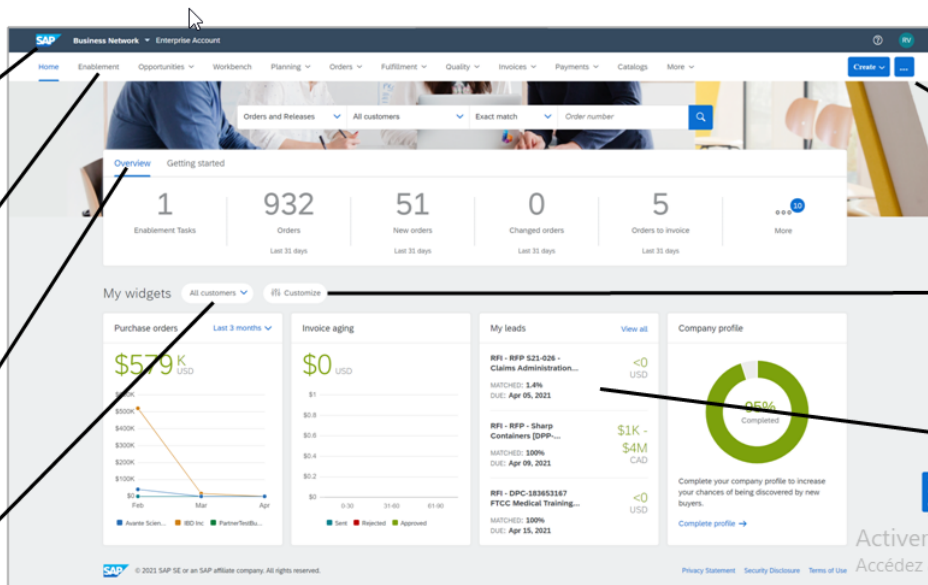 SAP Business Network Enterprise Account RV
Home Enablement Opportunities Workbench Planning Orders Fulfillment Quality Invoices Payments Catalogs More Create ...
Orders and Releases All customers Exact match Order number
Overview Getting started
1 932 51 0 5 10
Enablement Tasks Orders New orders Changed orders Orders to invoice More
Last 31 days Last 31 days Last 31 days Last 31 days
My widgets All customers Customize
Purchase orders Last 3 months
$579 K
USD
$500K
$400K
$300K
$200K
$100K
$0
Feb Mar Apr
Avante Scien... IBD Inc PartnerTestBu...
Invoice aging
$0 USD
$1
$0.8
$0.6
$0.4
$0.2
$0
0-30 31-60 61-90
Sent Rejected Approved
My leads View all
RFI - RFP S21-026 -
Claims Administration...
<0
USD
MATCHED: 1.4%
DUE: Apr 05, 2021
RFI - RFP - Sharp
Containers [DPP-...
$1K -
$4M
CAD
MATCHED: 100%
DUE: Apr 09, 2021
RFI - DPC-183653167
FTCC Medical Training...
<0
USD
MATCHED: 100%
DUE: Apr 15, 2021
Company profile
95%
Completed
Complete your company profile to increase
your chances of being discovered by new
buyers.
Complete profile →
SAP © 2021 SAP SE or an SAP affiliate company. All rights reserved. Privacy Statement Security Disclosure Terms of Use
Activer
Accédez